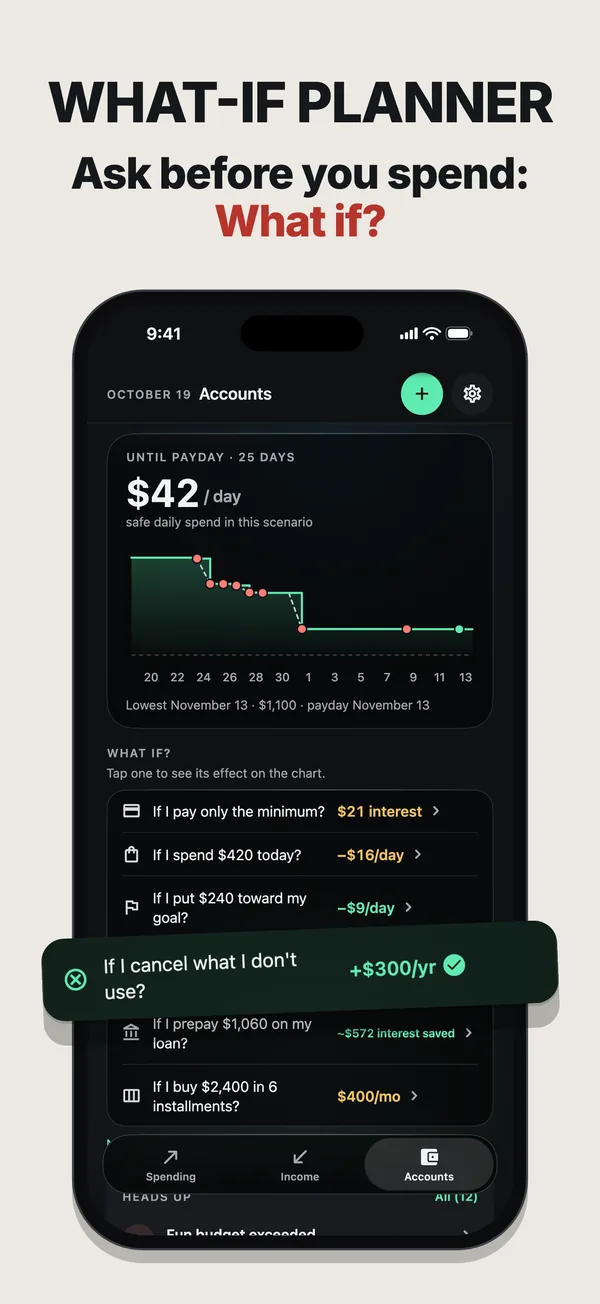 WHAT-IF PLANNER
Ask before you spend:
What if?
9:41
OCTOBER 19 Accounts
UNTIL PAYDAY · 25 DAYS
$42 / day
safe daily spend in this scenario
20 22 24 26 28 30 1 3 5 7 9 11 13
Lowest November 13 · $1,100 · payday November 13
WHAT IF?
Tap one to see its effect on the chart.
If I pay only the minimum? $21 interest
If I spend $420 today? −$16/day
If I put $240 toward my
goal?
−$9/day
If I cancel what I don't
use?
+$300/yr
If I prepay $1,060 on my
loan?
~$572 interest saved
If I buy $2,400 in 6
installments?
$400/mo
Spending Income Accounts
HEADS UP All (12)
Fun budget exceeded